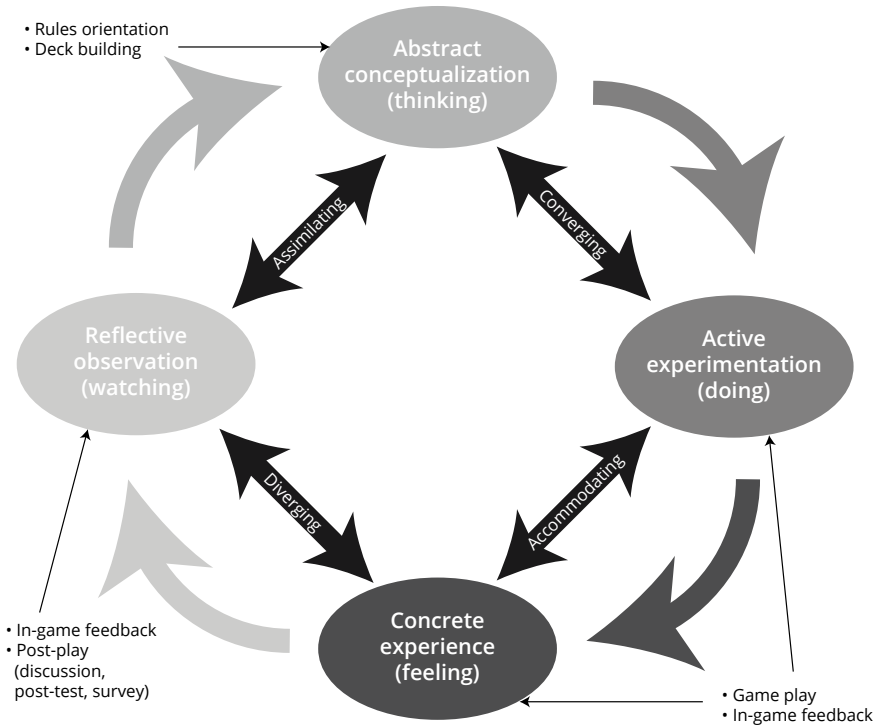 • Rules orientation
• Deck building
Abstract
conceptualization
(thinking)
Assimilating
Converging
Reflective
observation
(watching)
Active
experimentation
(doing)
Diverging
Accommodating
Concrete
experience
(feeling)
• In-game feedback
• Post-play
(discussion,
post-test, survey)
• Game play
• In-game feedback